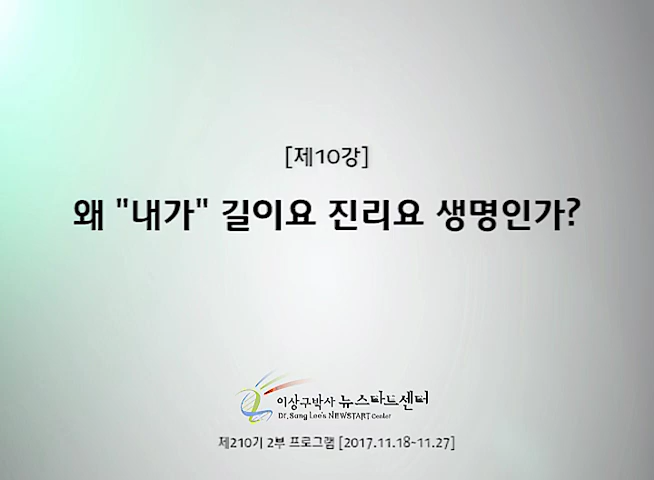 [제10강]
왜 "내가" 길이요 진리요 생명인가?
이상구박사 뉴스타트센터
Dr. Sang Lee's NEWSTART Center
제210기 2부 프로그램 [2017.11.18~11.27]